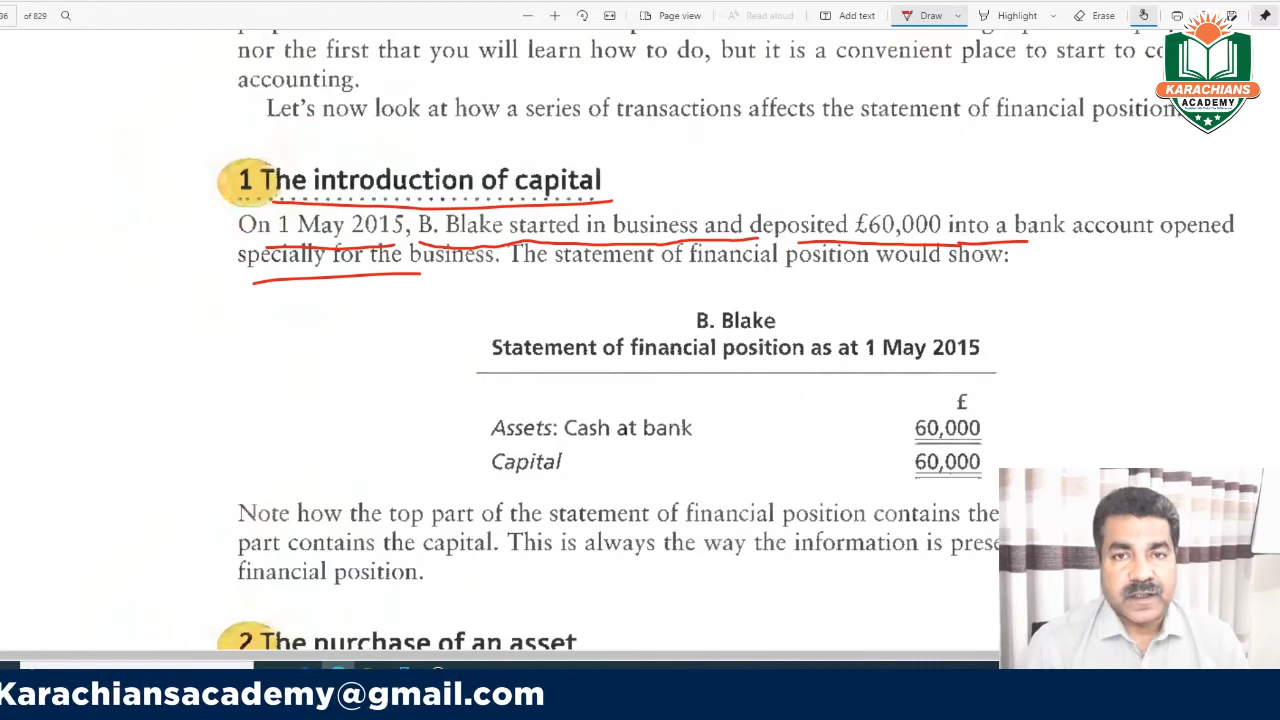 36 of 829
Page view
Read aloud
Add text
Draw
Highlight
Erase
nor the first that you will learn how to do, but it is a convenient place to start to
accounting.
Let's now look at how a series of transactions affects the statement of financial position
KARACHIANS
ACADEMY
1 The introduction of capital
On 1 May 2015, B. Blake started in business and deposited £60,000 into a bank account opened
specially for the business. The statement of financial position would show:
B. Blake
Statement of financial position as at 1 May 2015
£
Assets: Cash at bank 60,000
Capital 60,000
Note how the top part of the statement of financial position contains the
part contains the capital. This is always the way the information is
financial position.
2 The purchase of an asset
Karachiansacademy@gmail.com